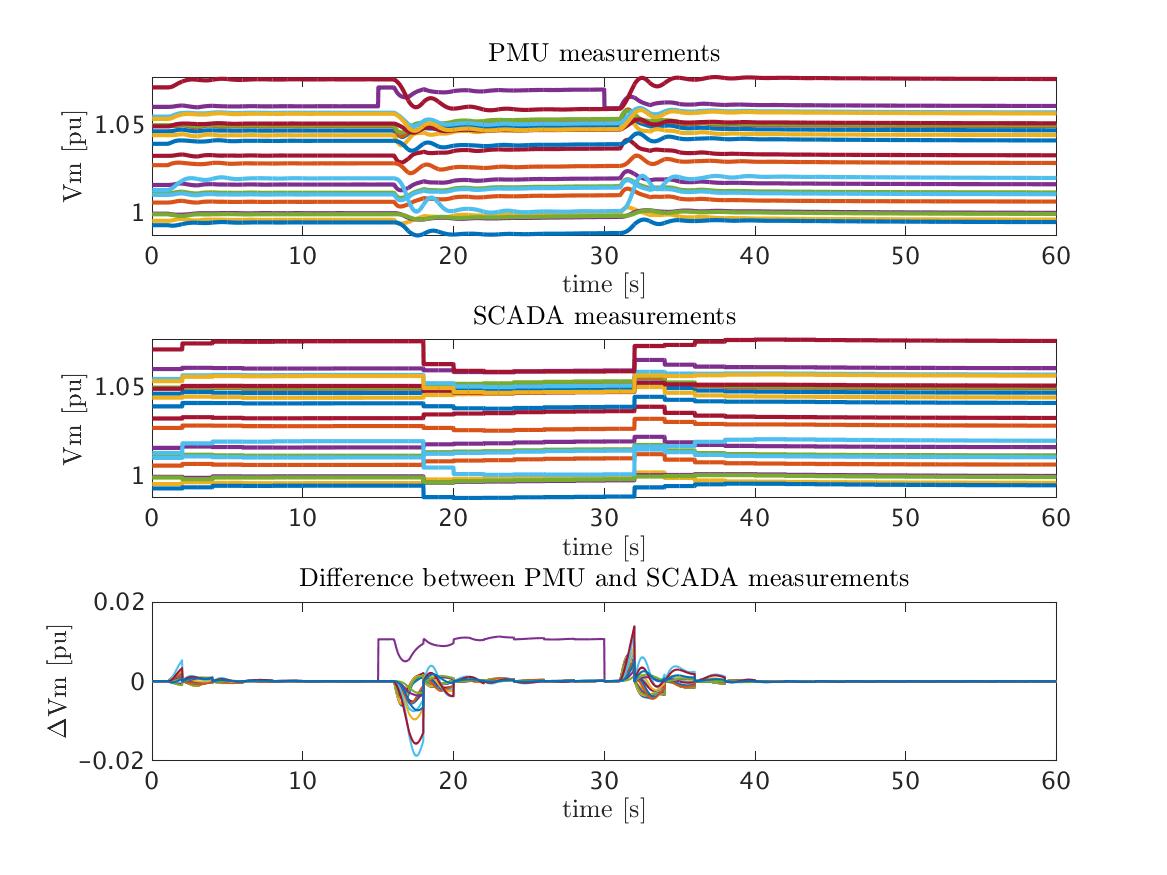 PMU measurements
1.05
1
Vm [pu]
0 10 20 30 40 50 60
time [s]
SCADA measurements
1.05
1
Vm [pu]
0 10 20 30 40 50 60
time [s]
Difference between PMU and SCADA measurements
0.02
0
-0.02
ΔVm [pu]
0 10 20 30 40 50 60
time [s]